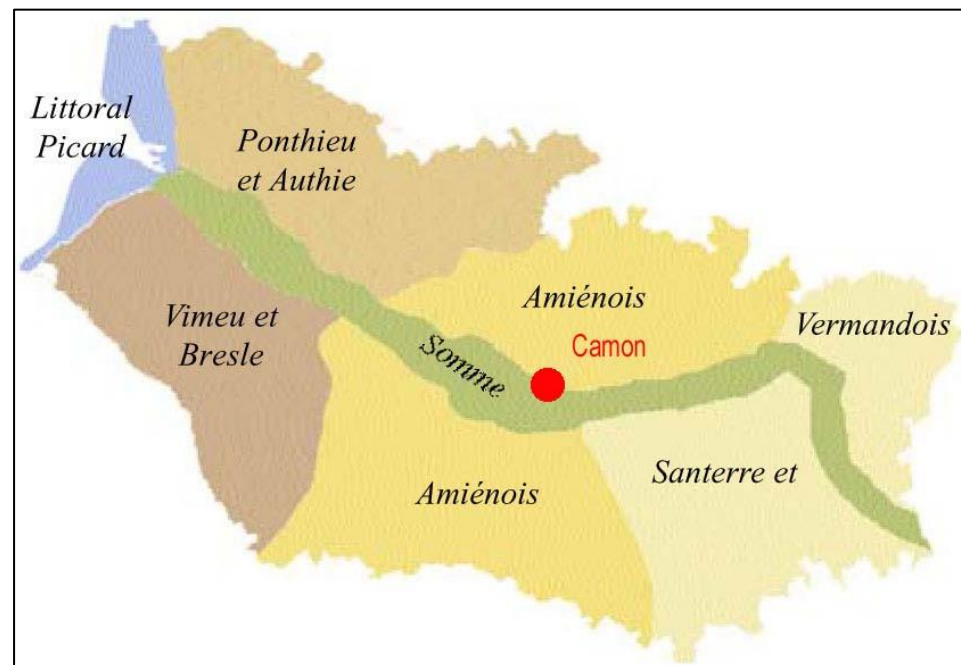 Littoral
Picard
Ponthieu
et Authie
Vimeu et
Bresle
Somme
Amiénois
Camon
Vermandois
Amiénois
Santerre et